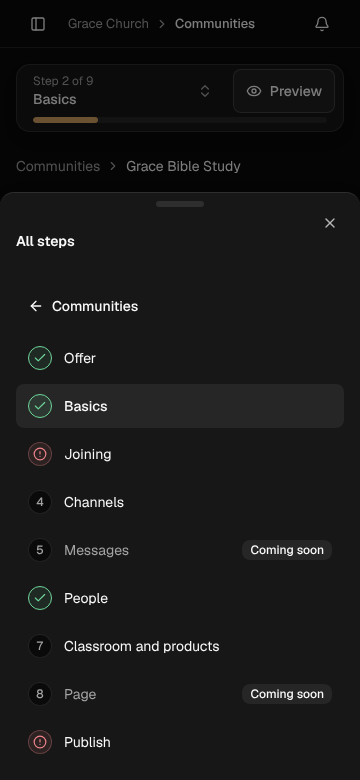 Grace Church > Communities
Step 2 of 9
Basics
Preview
Communities > Grace Bible Study
All steps
Communities
Offer
Basics
Joining
4 Channels
5 Messages Coming soon
People
7 Classroom and products
8 Page Coming soon
Publish